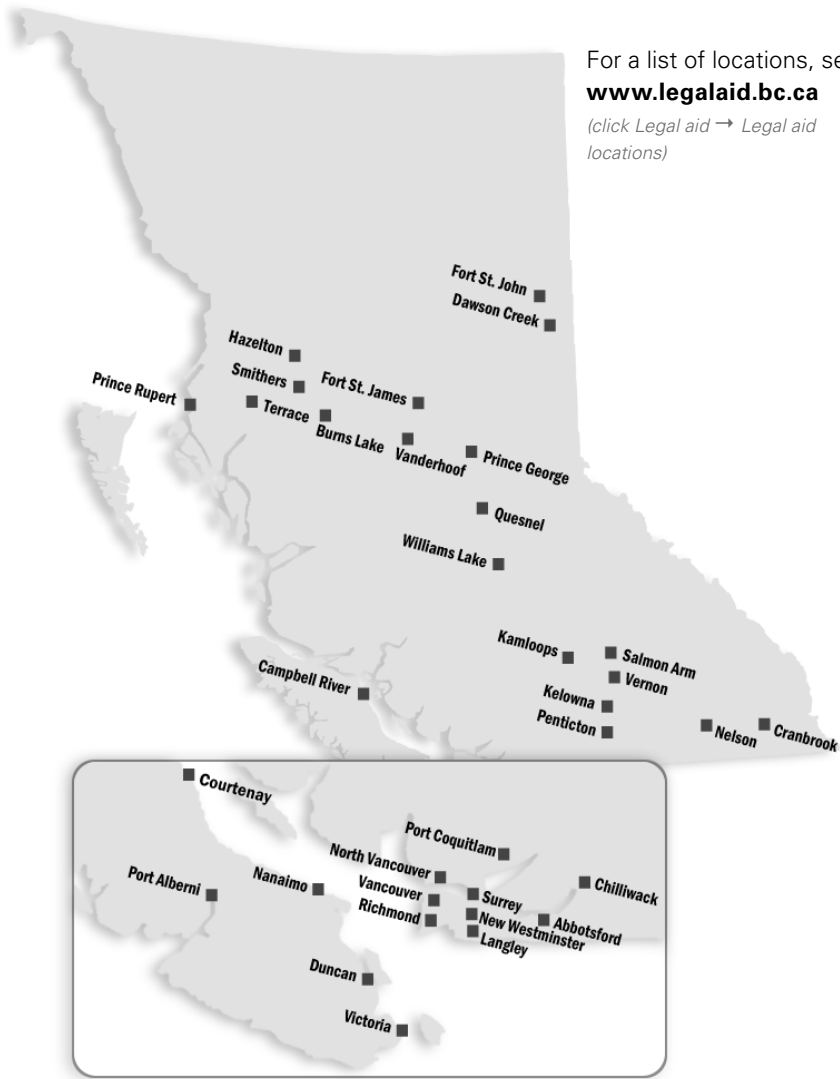 For a list of locations, se
www.legalaid.bc.ca
(click Legal aid → Legal aid
locations)
Fort St. John
Dawson Creek
Hazelton
Smithers
Fort St. James
Prince Rupert
Terrace
Burns Lake
Vanderhoof
Prince George
Quesnel
Williams Lake
Kamloops
Salmon Arm
Vernon
Campbell River
Kelowna
Penticton
Nelson
Cranbrook
Courtenay
Port Coquitlam
North Vancouver
Port Alberni
Nanaimo
Vancouver
Surrey
Chilliwack
Richmond
New Westminster
Abbotsford
Langley
Duncan
Victoria